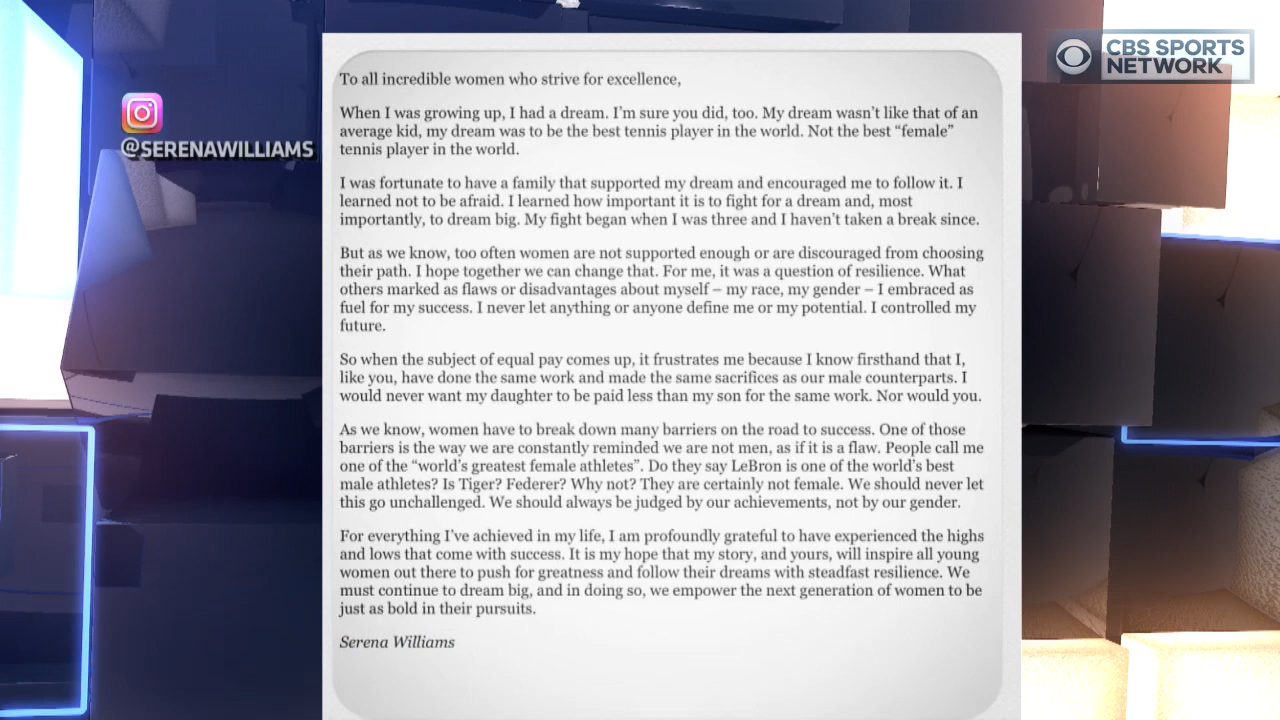 CBS SPORTS
NETWORK
@SERENAWILLIAMS
To all incredible women who strive for excellence,
When I was growing up, I had a dream. I'm sure you did, too. My dream wasn't like that of an
average kid, my dream was to be the best tennis player in the world. Not the best “female”
tennis player in the world.
I was fortunate to have a family that supported my dream and encouraged me to follow it. I
learned not to be afraid. I learned how important it is to fight for a dream and, most
importantly, to dream big. My fight began when I was three and I haven't taken a break since.
But as we know, too often women are not supported enough or are discouraged from choosing
their path. I hope together we can change that. For me, it was a question of resilience. What
others marked as flaws or disadvantages about myself – my race, my gender – I embraced as
fuel for my success. I never let anything or anyone define me or my potential. I controlled my
future.
So when the subject of equal pay comes up, it frustrates me because I know firsthand that I,
like you, have done the same work and made the same sacrifices as our male counterparts. I
would never want my daughter to be paid less than my son for the same work. Nor would you.
As we know, women have to break down many barriers on the road to success. One of those
barriers is the way we are constantly reminded we are not men, as if it is a flaw. People call me
one of the “world's greatest female athletes”. Do they say LeBron is one of the world's best
male athletes? Is Tiger? Federer? Why not? They are certainly not female. We should never let
this go unchallenged. We should always be judged by our achievements, not by our gender.
For everything I've achieved in my life, I am profoundly grateful to have experienced the highs
and lows that come with success. It is my hope that my story, and yours, will inspire all young
women out there to push for greatness and follow their dreams with steadfast resilience. We
must continue to dream big, and in doing so, we empower the next generation of women to be
just as bold in their pursuits.
Serena Williams